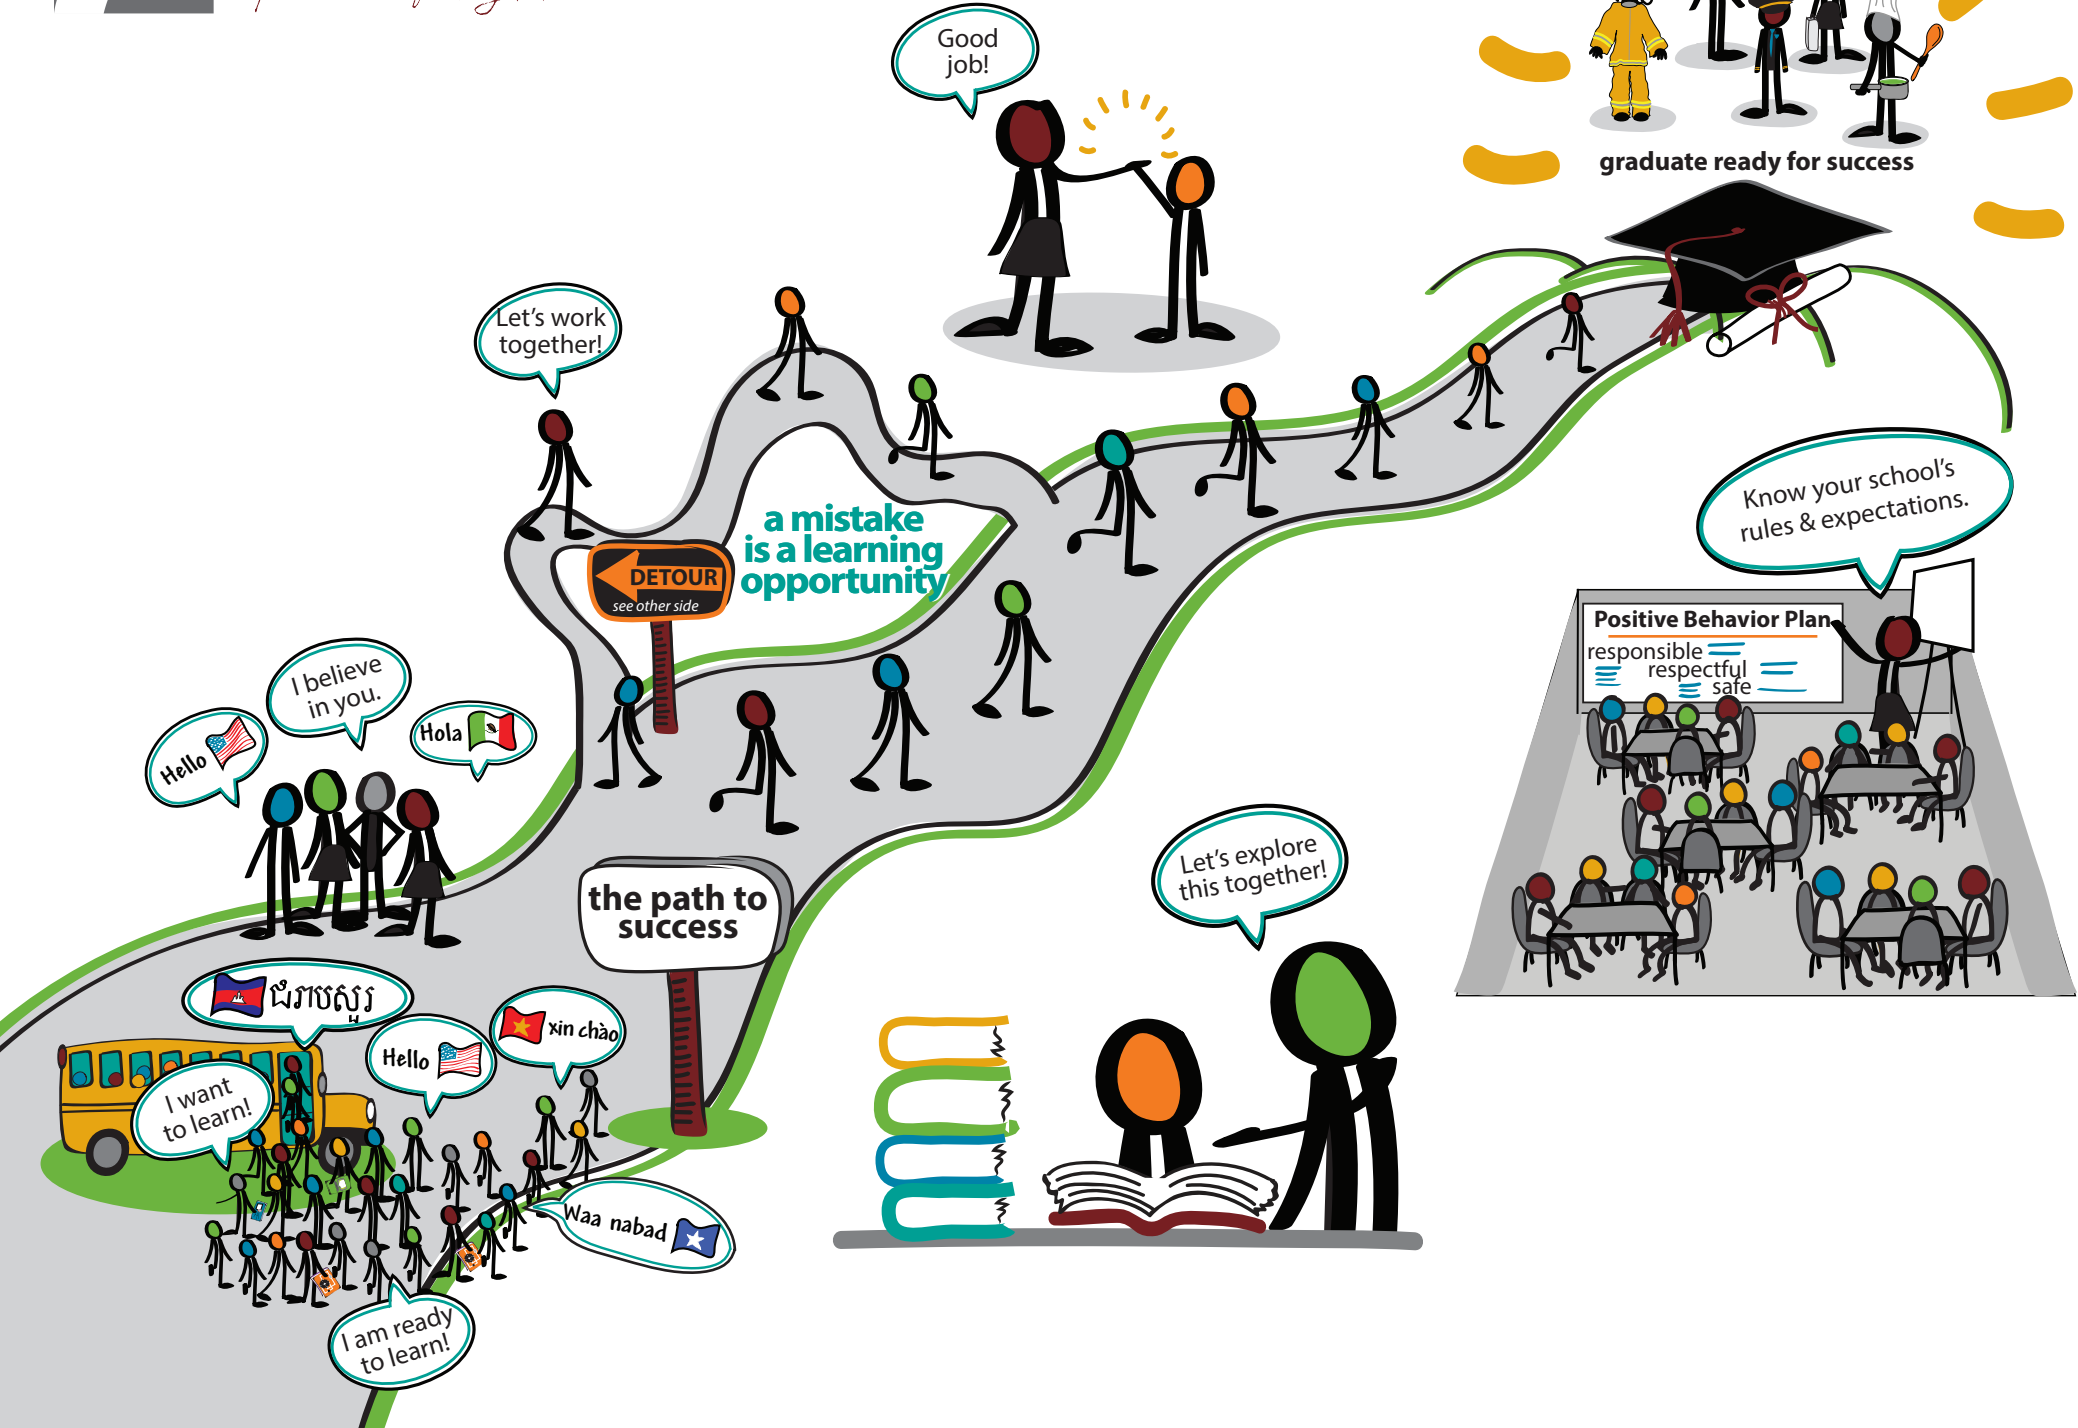 Good
job!
graduate ready for success
Let's work
together!
a mistake
is a learning
opportunity
DETOUR
see other side
Know your school's
rules & expectations.
Positive Behavior Plan
responsible
respectful
safe
I believe
in you.
Hello
Hola
the path to
success
Let's explore
this together!
ជំរាបសួរ
Hello
xin chào
I want
to learn!
Waa nabad
I am ready
to learn!